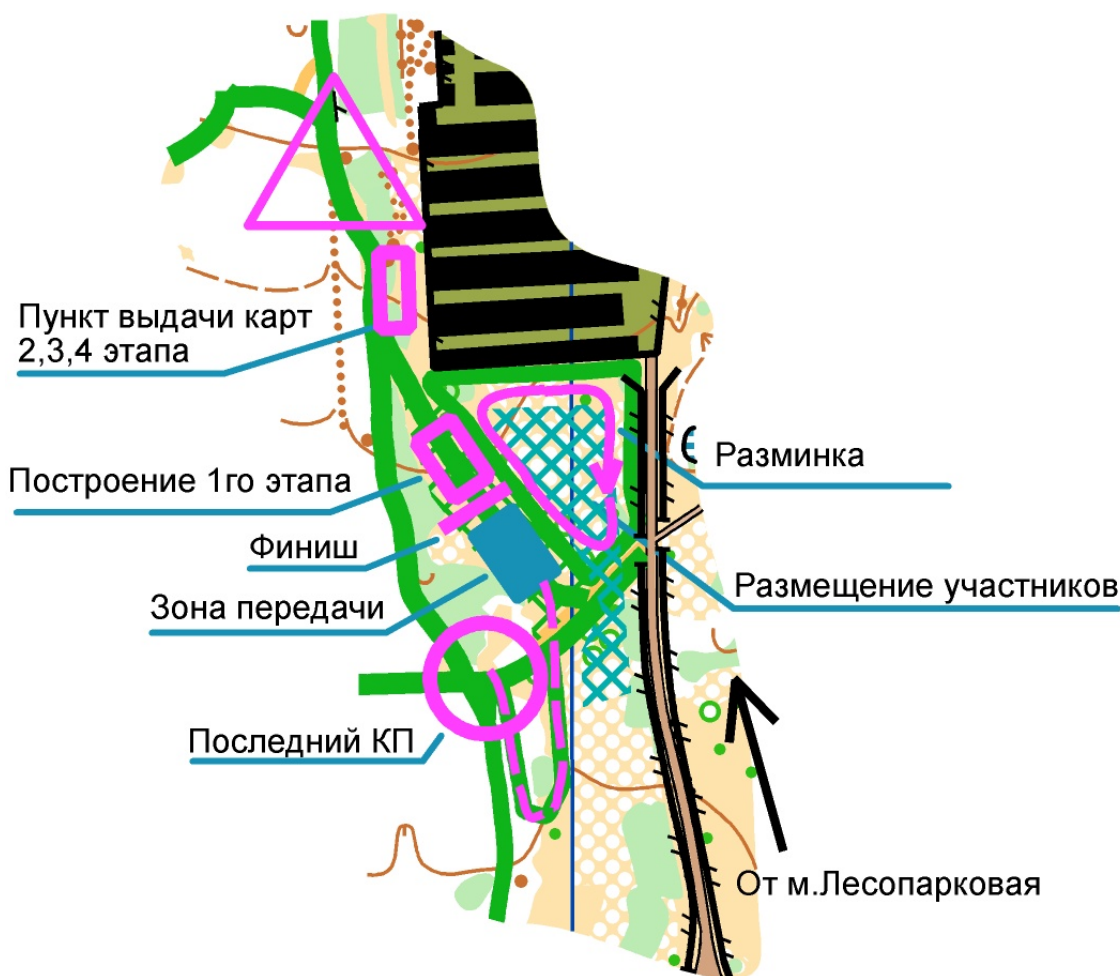 Пункт выдачи карт
2,3,4 этапа
Разминка
Построение 1го этапа
Финиш
Размещение участников
Зона передачи
Последний КП
От м.Лесопарковая